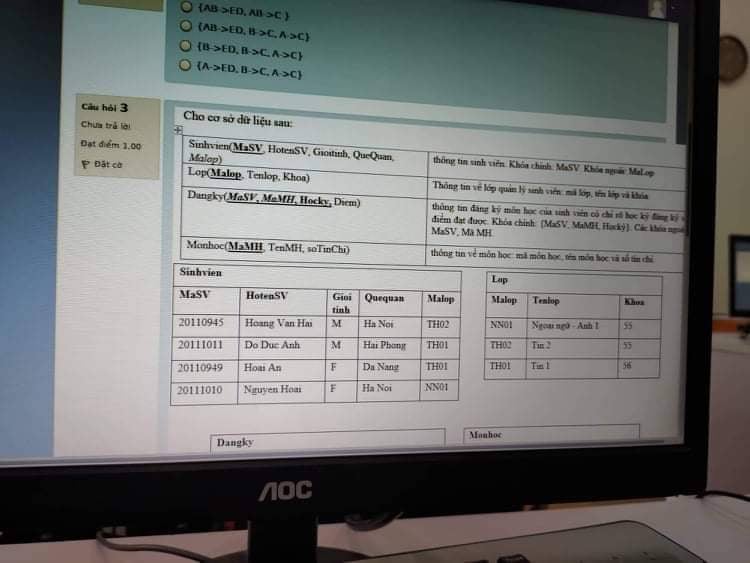 {AB->ED, AB->C }
{AB->ED, B->C, A->C}
{B->ED, B->C, A->C}
{A->ED, B->C, A->C}
Câu hỏi 3
Chưa trả lời
Đạt điểm 1,00
Đặt cờ
Cho cơ sở dữ liệu sau:
Sinhvien(MaSV, HotenSV, Gioitinh, QueQuan,
Malop)
thông tin sinh viên. Khóa chính: MaSV. Khóa ngoài: MaLop
Lop(Malop, Tenlop, Khoa)
Thông tin về lớp quản lý sinh viên: mã lớp, tên lớp và khóa
Dangky(MaSV, MaMH, Hocky, Diem)
thông tin đăng ký môn học của sinh viên có chỉ rõ học kỳ đăng ký
điểm đạt được. Khóa chính: {MaSV, MaMH, Hocky}. Các khóa
MaSV, Mã MH
Monhoc(MaMH, TenMH, soTinChi)
thông tin về môn học: mã môn học, tên môn học và số tín chỉ
Sinhvien
MaSV HotenSV Gioi tinh Quequan Malop
20110945 Hoang Van Hai M Ha Noi TH02
20111011 Do Duc Anh M Hai Phong TH01
20110949 Hoai An F Da Nang TH01
20111010 Nguyen Hoai F Ha Noi NN01
Lop
Malop Tenlop Khoa
NN01 Ngoai ngữ - Anh 1 55
TH02 Tin 2 55
TH01 Tin 1 56
Dangky
Monhoc
AOC